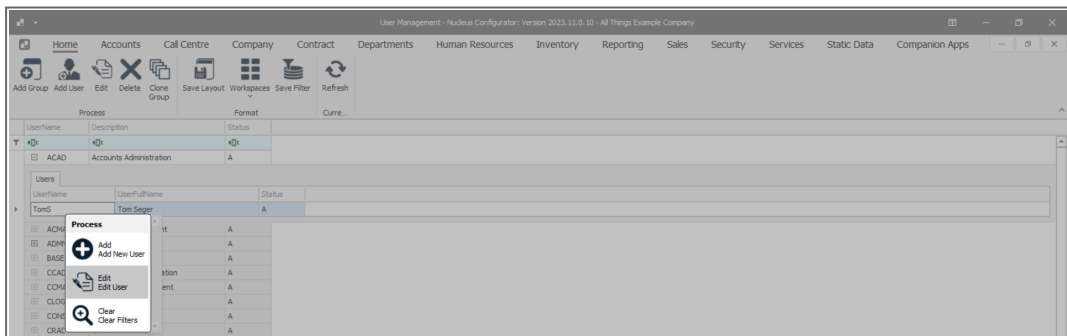 User Management - Nucleus Configurator: Version 2023.11.0.10 - All Things Example Company
Home Accounts Call Centre Company Contract Departments Human Resources Inventory Reporting Sales Security Services Static Data Companion Apps
Add Group Add User Edit Delete Clone Group Save Layout Workspaces Save Filter Refresh
Process Format Curre...
UserName Description Status
ACAD Accounts Administration A
Users
UserName UserFullName Status
TomS Tom Seger A
Process
ACMA nt A
ADMI A
Add
Add New User
BASE A
CCAD ation A
Edit
Edit User
CCMA ent A
CLOG A
Clear
Clear Filters
CONS A
CRAD A